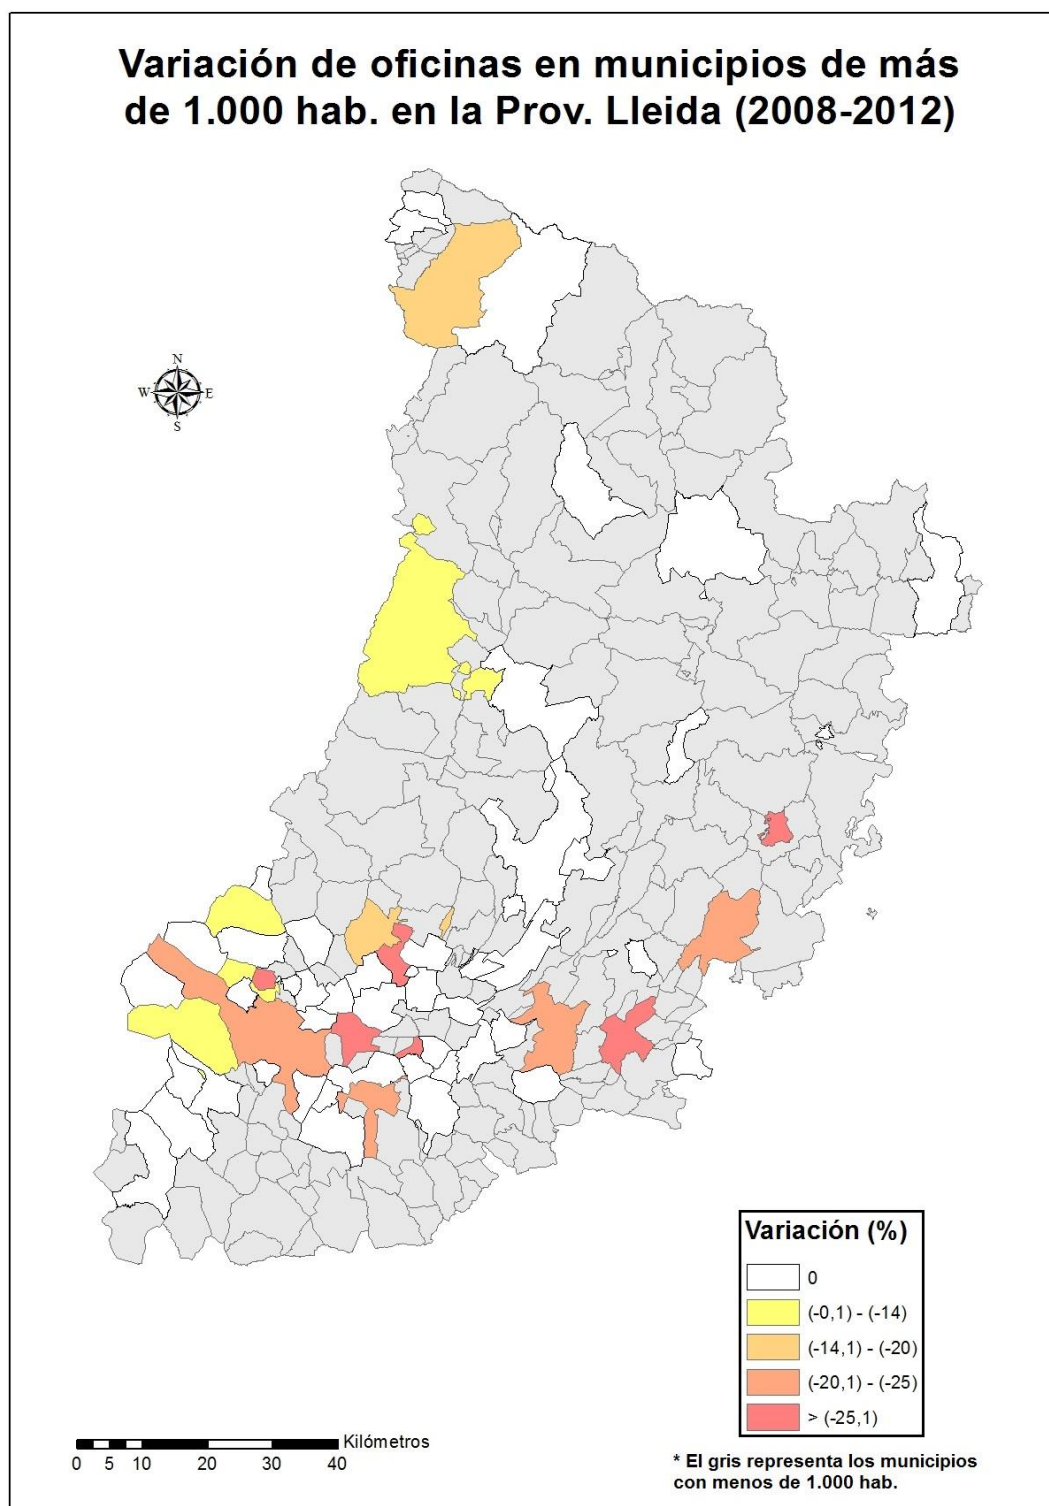 Variación de oficinas en municipios de más
de 1.000 hab. en la Prov. Lleida (2008-2012)
N
W E
S
Variación (%)
0
(-0,1) - (-14)
(-14,1) - (-20)
(-20,1) - (-25)
> (-25,1)
Kilómetros
0 5 10 20 30 40
* El gris representa los municipios
con menos de 1.000 hab.